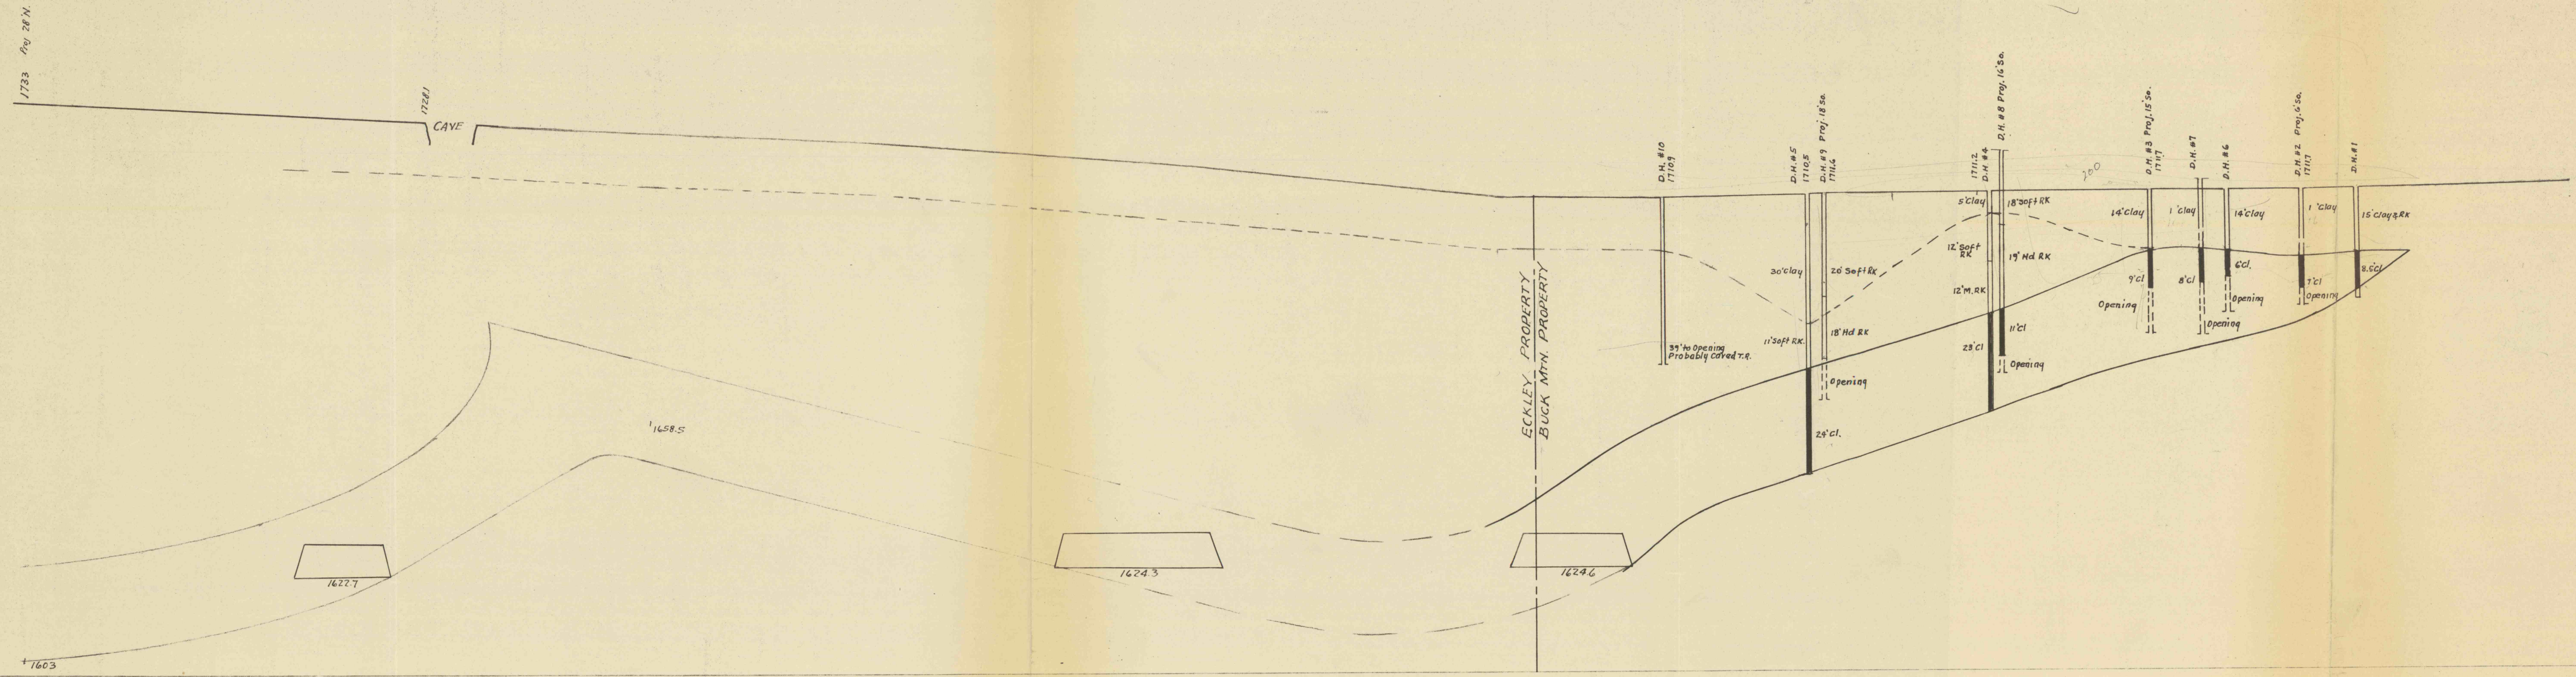 1733 Proj 28'N.
1728.1
CAVE
1658.5
1603
1622.7
1624.3
1624.6
ECKLEY PROPERTY
BUCK MTN. PROPERTY
D.H. #10
1710.9
39' to Opening
Probably Caved T.R.
D.H. #5
1710.5
30' Clay
11' Soft RK.
24' Cl.
D.H. #9 Proj. 18' So.
1711.6
20' Soft RK
18' Hd RK
Opening
1711.2
D.H. #4
5' Clay
12' Soft
RK
12' M. RK
23' Cl
D.H. #8 Proj. 16' So.
18' Soft RK
19' Hd RK
11' Cl
Opening
200
D.H. #3 Proj. 15' So.
1711.7
14' Clay
9' Cl
Opening
D.H. #7
1' Clay
8' Cl
Opening
D.H. #6
14' Clay
6' Cl.
Opening
D.H. #2 Proj. 6' So.
1711.7
1' Clay
7' Cl
Opening
D.H. #1
15' Clay & RK
8.5' Cl